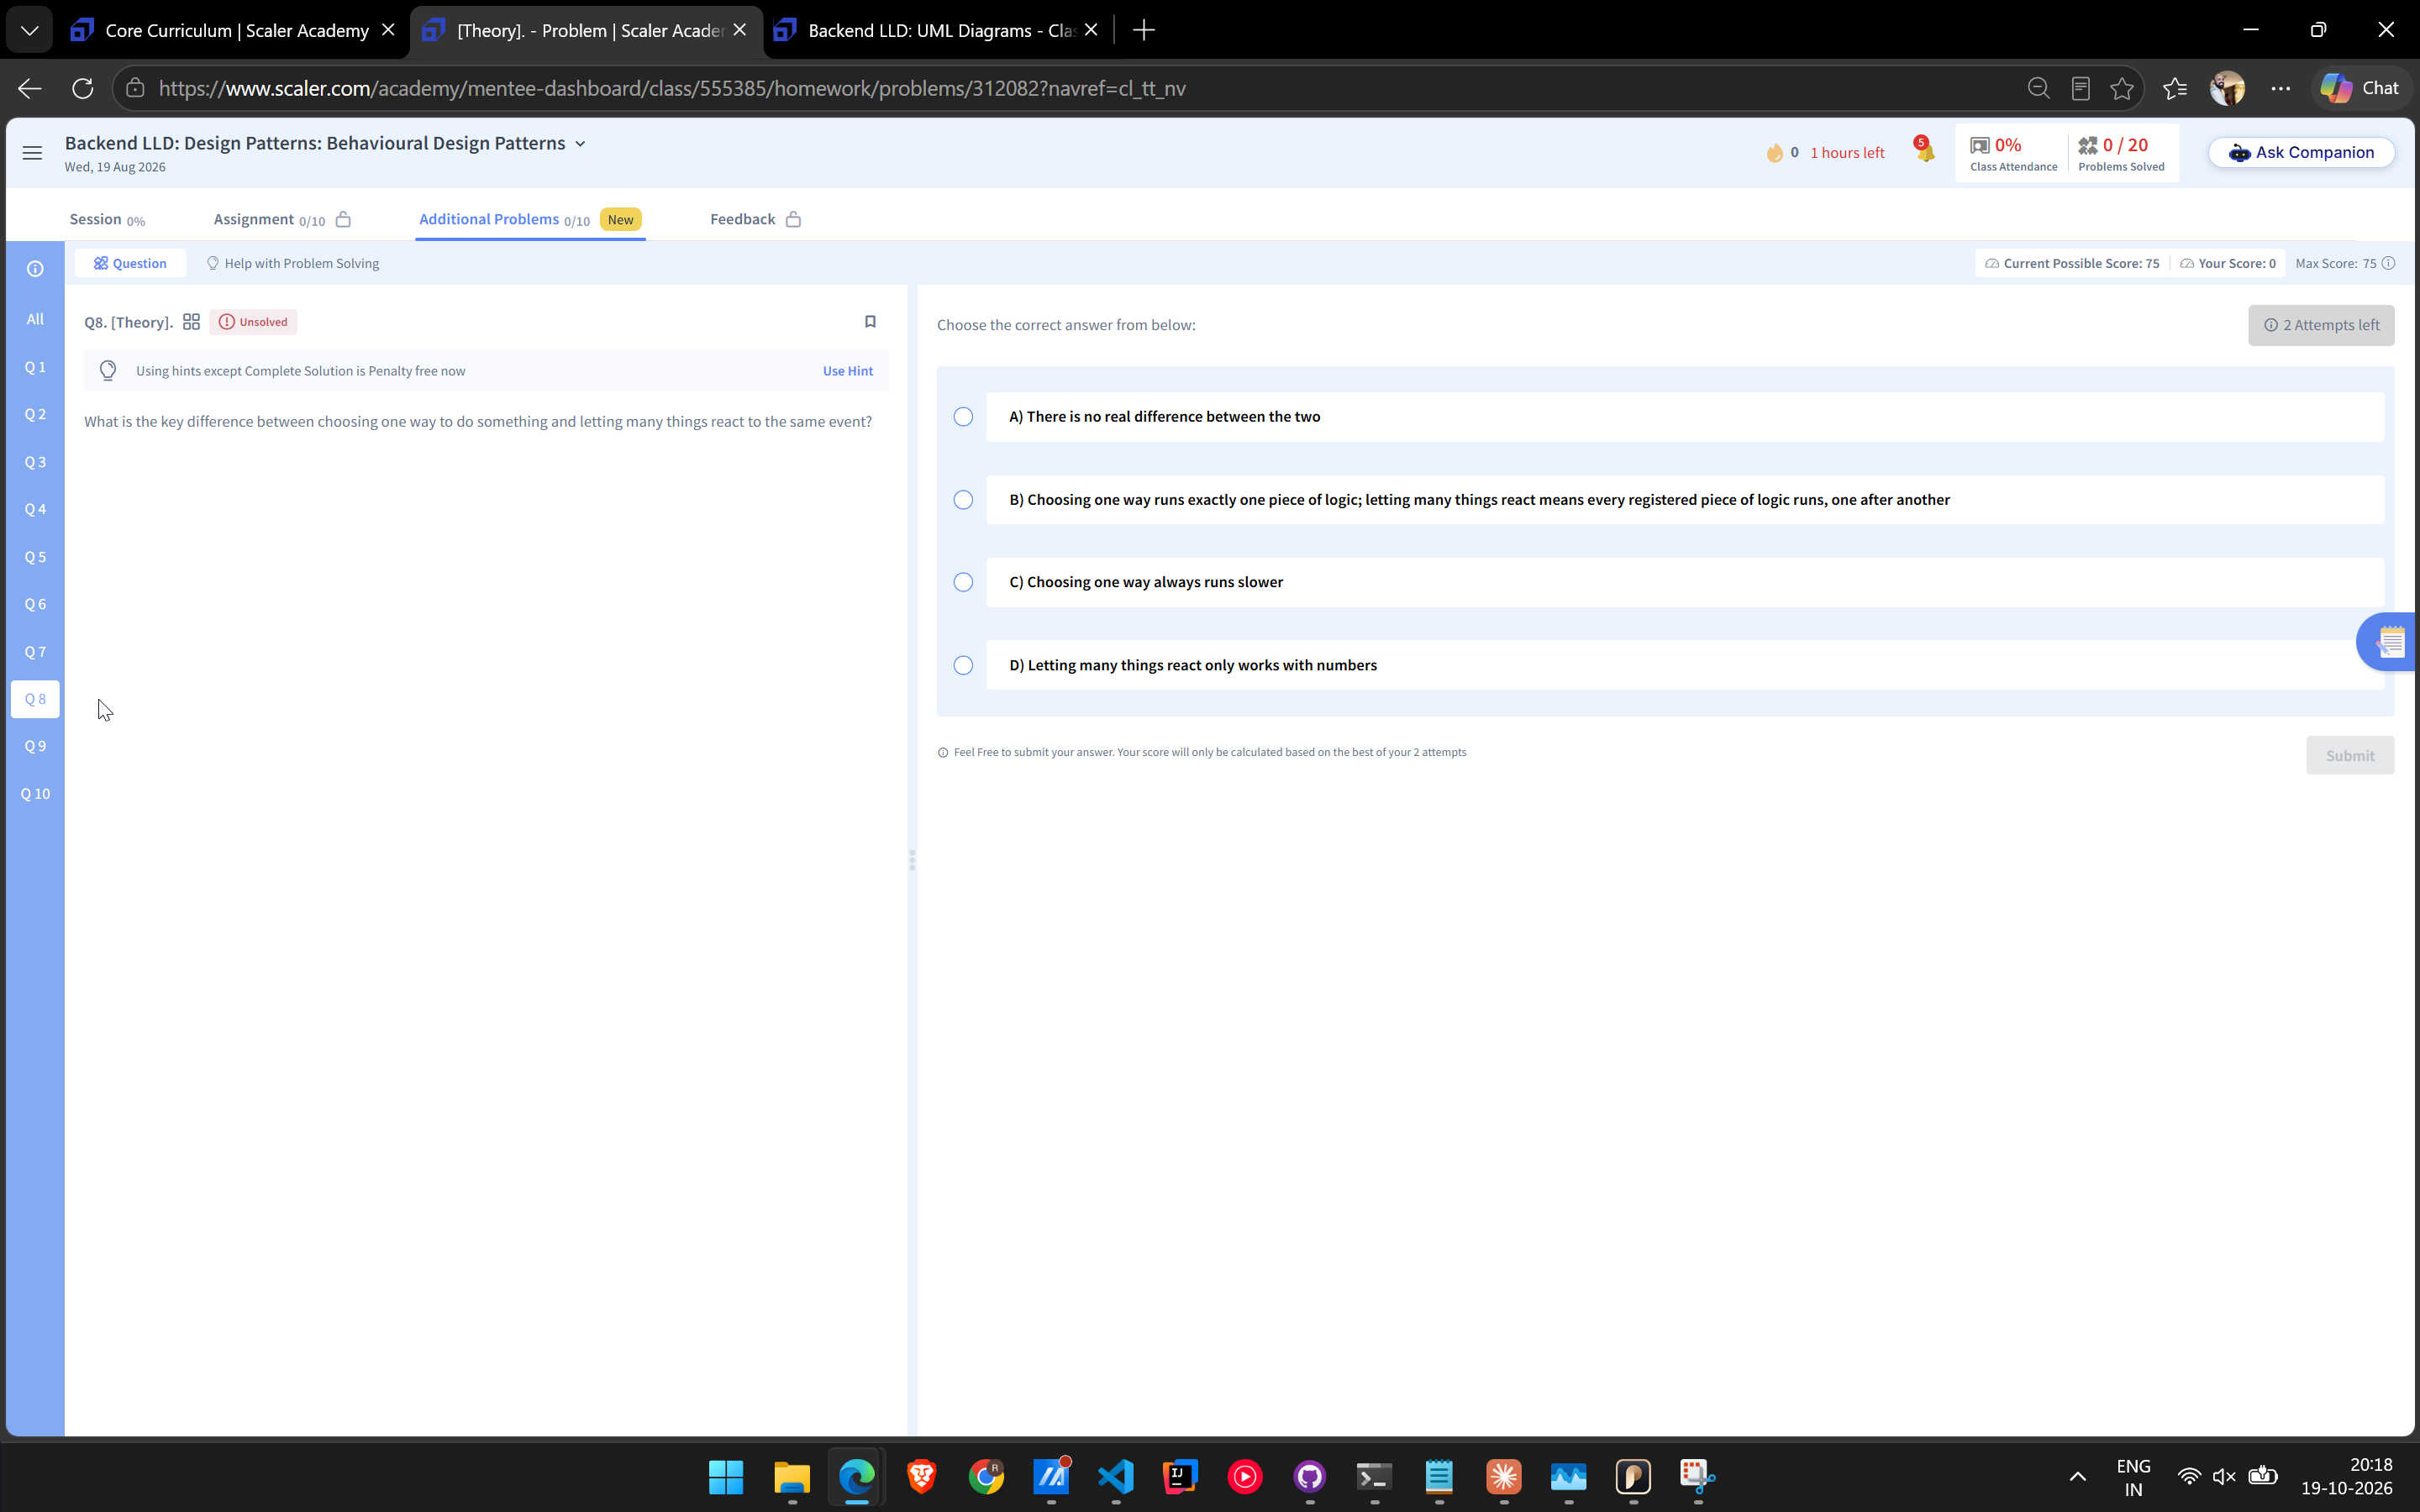 Core Curriculum | Scaler Academy
[Theory]. - Problem | Scaler Acade
Backend LLD: UML Diagrams - Cla
https://www.scaler.com/academy/mentee-dashboard/class/555385/homework/problems/312082?navref=cl_tt_nv
Chat
Backend LLD: Design Patterns: Behavioural Design Patterns
Wed, 19 Aug 2026
0 1 hours left
5
0%
Class Attendance
0 / 20
Problems Solved
Ask Companion
Session 0%
Assignment 0/10
Additional Problems 0/10 New
Feedback
Question
Help with Problem Solving
Current Possible Score: 75
Your Score: 0
Max Score: 75
All
Q 1
Q 2
Q 3
Q 4
Q 5
Q 6
Q 7
Q 8
Q 9
Q 10
Q8. [Theory].
Unsolved
Using hints except Complete Solution is Penalty free now
Use Hint
What is the key difference between choosing one way to do something and letting many things react to the same event?
Choose the correct answer from below:
2 Attempts left
A) There is no real difference between the two
B) Choosing one way runs exactly one piece of logic; letting many things react means every registered piece of logic runs, one after another
C) Choosing one way always runs slower
D) Letting many things react only works with numbers
Feel Free to submit your answer. Your score will only be calculated based on the best of your 2 attempts
Submit
R
IJ
ENG
IN
20:18
19-10-2026